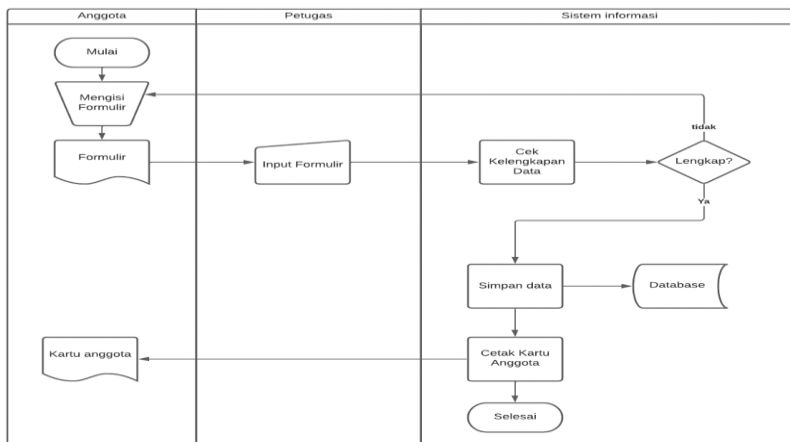 Anggota
Petugas
Sistem informasi
Mulai
Mengisi
Formulir
tidak
Formulir
Input Formulir
Cek
Kelengkapan
Data
Lengkap?
Ya
Simpan data
Database
Kartu anggota
Cetak Kartu
Anggota
Selesai